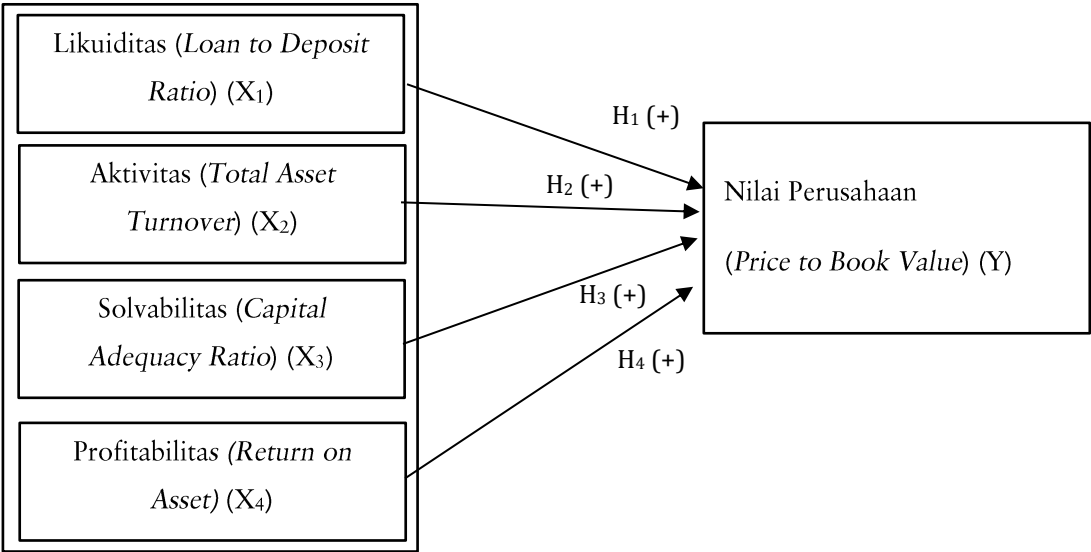 Likuiditas (Loan to Deposit
Ratio) (X₁)
H₁ (+)
Aktivitas (Total Asset
Turnover) (X₂)
H₂ (+)
Nilai Perusahaan
(Price to Book Value) (Y)
Solvabilitas (Capital
Adequacy Ratio) (X₃)
H₃ (+)
H₄ (+)
Profitabilitas (Return on
Asset) (X₄)